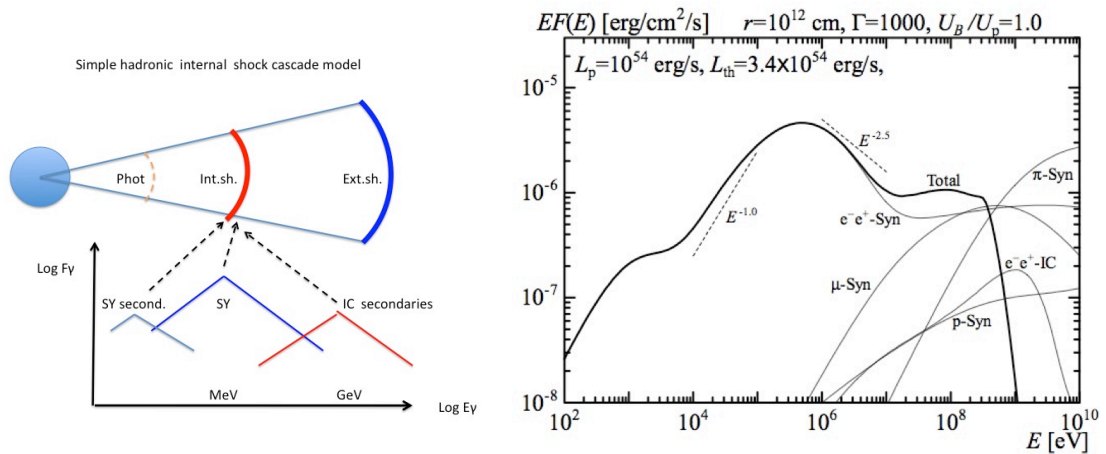 Simple hadronic internal shock cascade model
Phot
Int.sh.
Ext.sh.
Log Fγ
SY second.
SY
IC secondaries
MeV
GeV
Log Eγ
EF(E) [erg/cm²/s] r=10¹² cm, Γ=1000, U_B/U_p=1.0
L_p=10⁵⁴ erg/s, L_th=3.4×10⁵⁴ erg/s,
10⁻⁵
10⁻⁶
10⁻⁷
10⁻⁸
E⁻²·⁵
E⁻¹·⁰
Total
π-Syn
e⁻e⁺-Syn
μ-Syn
e⁻e⁺-IC
p-Syn
10² 10⁴ 10⁶ 10⁸ 10¹⁰
E [eV]